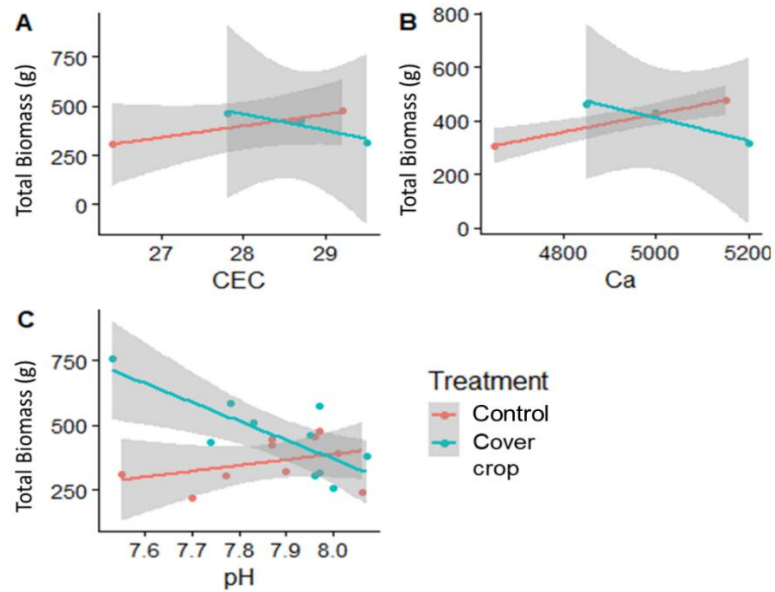 A
Total Biomass (g)
750
500
250
0
27 28 29
CEC
B
Total Biomass (g)
800
600
400
200
0
4800 5000 5200
Ca
C
Total Biomass (g)
750
500
250
7.6 7.7 7.8 7.9 8.0
pH
Treatment
Control
Cover
crop